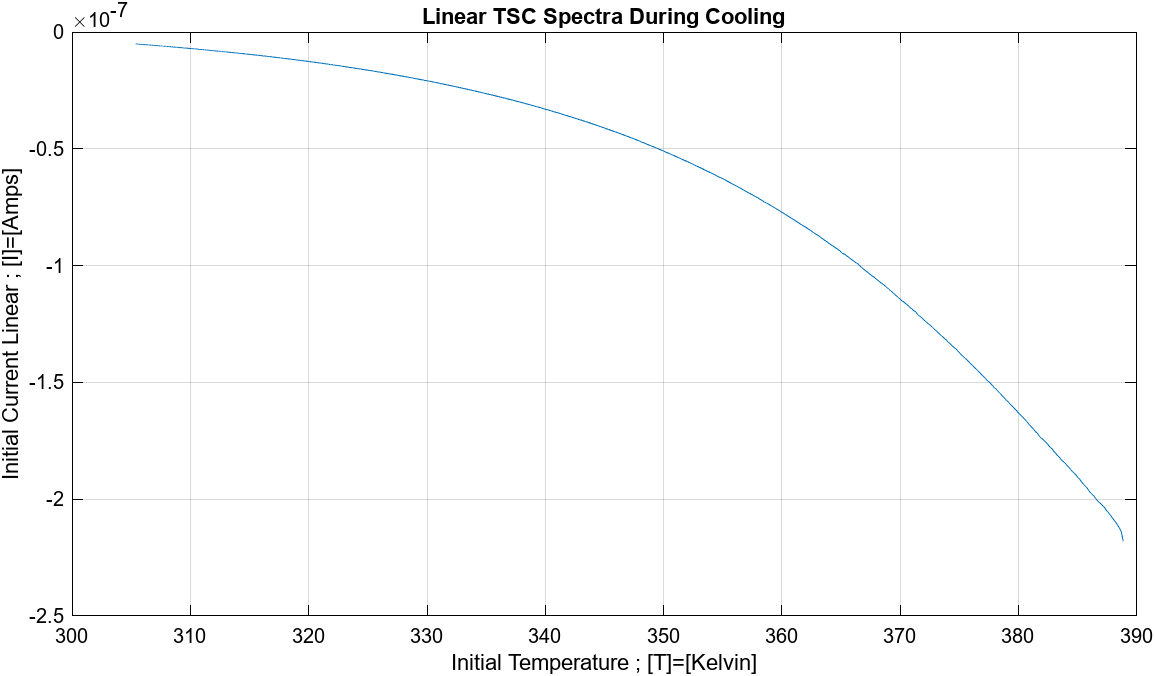 Linear TSC Spectra During Cooling
×10-7
0
-0.5
-1
-1.5
-2
-2.5
300 310 320 330 340 350 360 370 380 390
Initial Temperature ; [T]=[Kelvin]
Initial Current Linear ; [I]=[Amps]